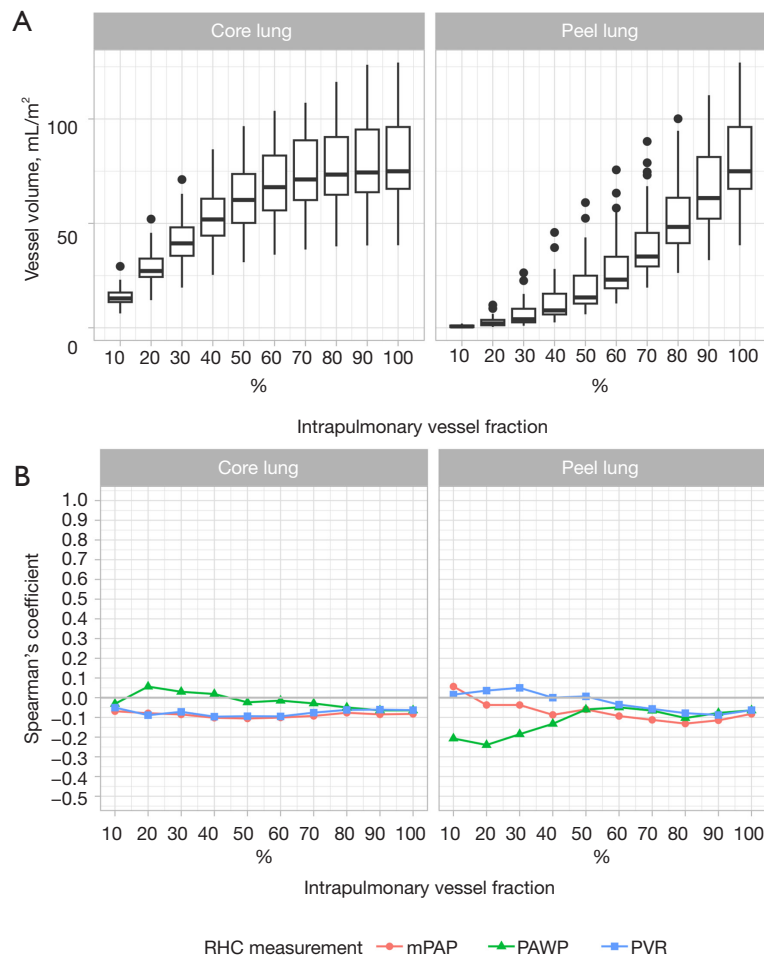 A
Core lung
Peel lung
Vessel volume, mL/m²
100
50
0
10 20 30 40 50 60 70 80 90 100
10 20 30 40 50 60 70 80 90 100
%
%
Intrapulmonary vessel fraction
B
Core lung
Peel lung
Spearman's coefficient
1.0
0.9
0.8
0.7
0.6
0.5
0.4
0.3
0.2
0.1
0.0
−0.1
−0.2
−0.3
−0.4
−0.5
10 20 30 40 50 60 70 80 90 100
10 20 30 40 50 60 70 80 90 100
%
%
Intrapulmonary vessel fraction
RHC measurement mPAP PAWP PVR